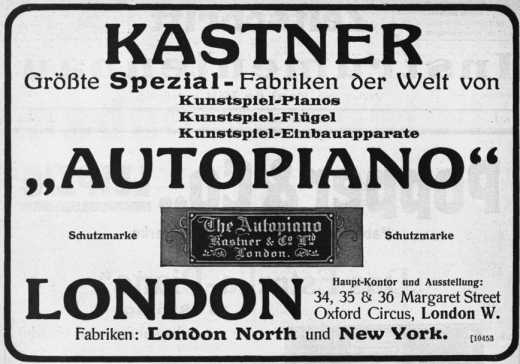 KASTNER
Größte Spezial-Fabriken der Welt von
Kunstspiel-Pianos
Kunstspiel-Flügel
Kunstspiel-Einbauapparate
„AUTOPIANO“
Schutzmarke
The Autopiano
Kastner & Co Ltd
London.
Schutzmarke
LONDON
Haupt-Kontor und Ausstellung:
34, 35 & 36 Margaret Street
Oxford Circus, London W.
Fabriken: London North und New York.
[10453